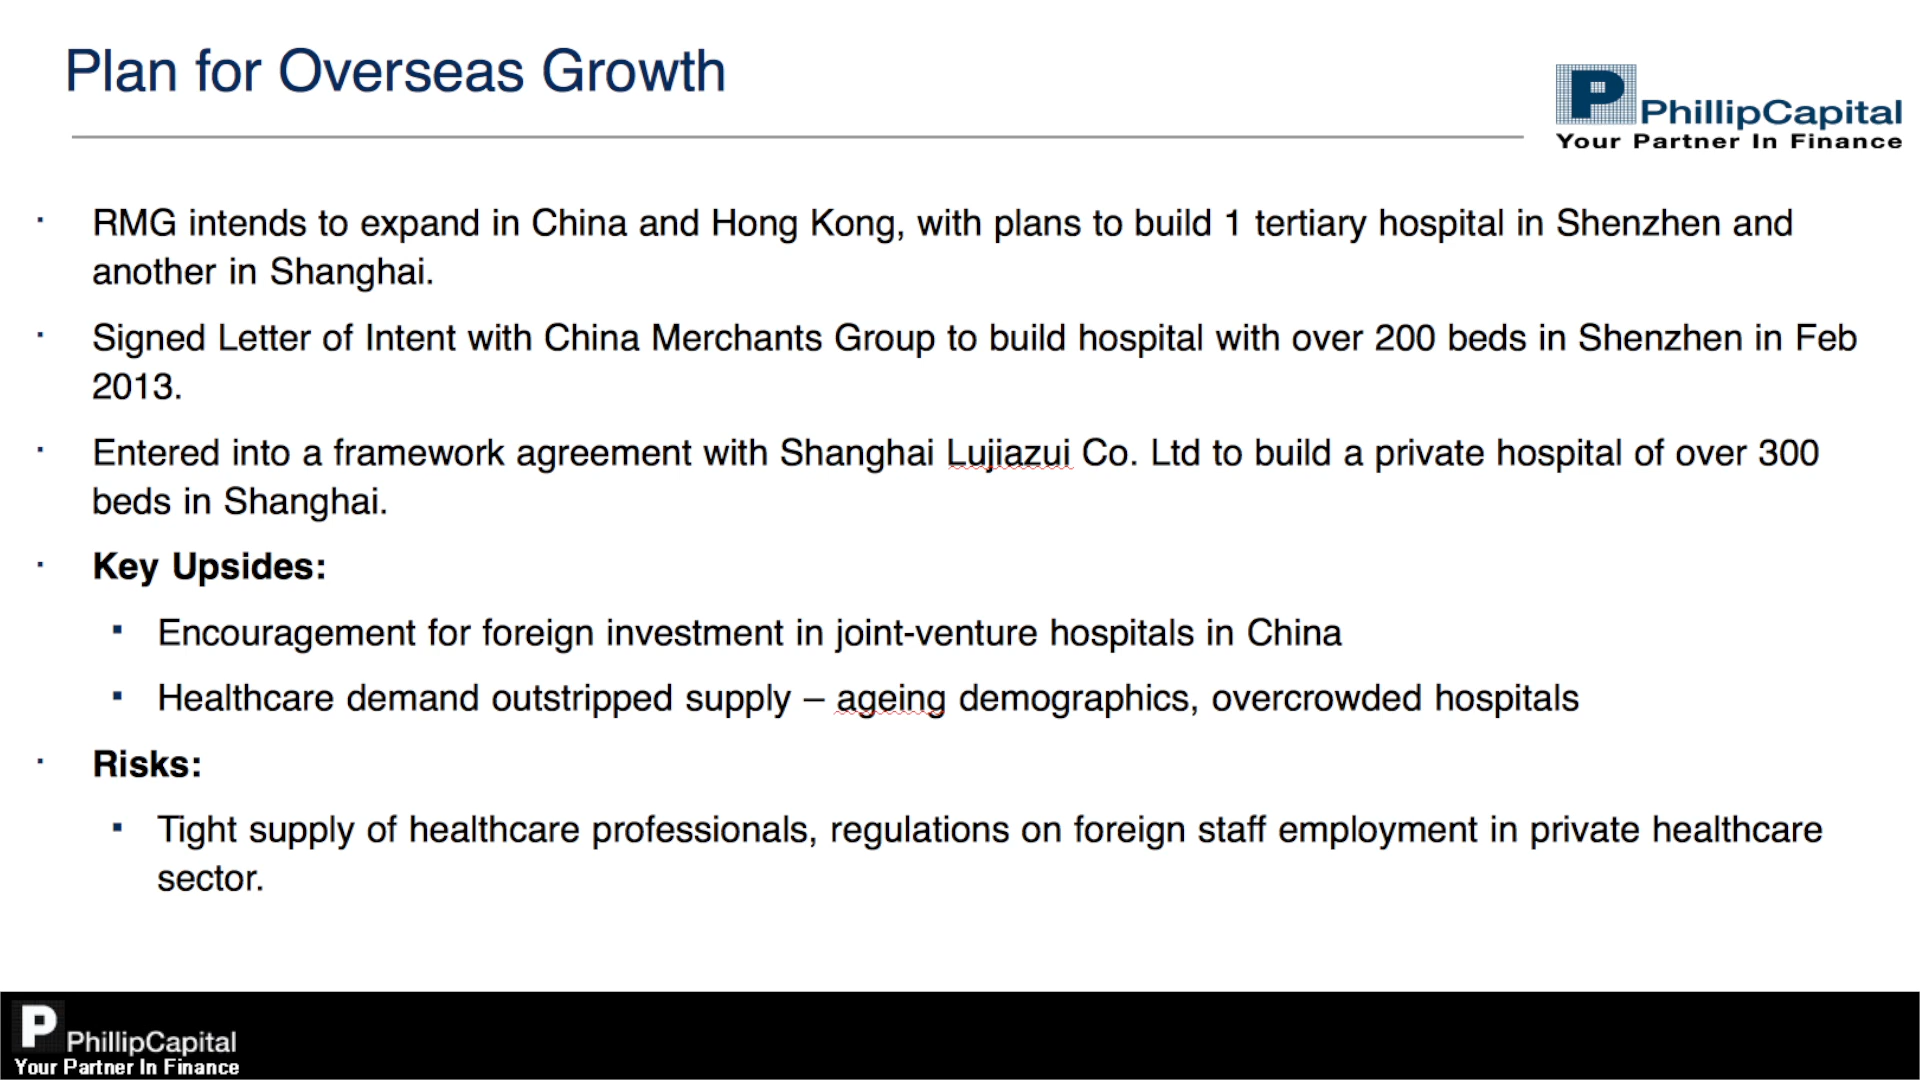 Plan for Overseas Growth
P PhillipCapital
Your Partner In Finance
RMG intends to expand in China and Hong Kong, with plans to build 1 tertiary hospital in Shenzhen and
another in Shanghai.
Signed Letter of Intent with China Merchants Group to build hospital with over 200 beds in Shenzhen in Feb
2013.
Entered into a framework agreement with Shanghai Lujiazui Co. Ltd to build a private hospital of over 300
beds in Shanghai.
Key Upsides:
Encouragement for foreign investment in joint-venture hospitals in China
Healthcare demand outstripped supply – ageing demographics, overcrowded hospitals
Risks:
Tight supply of healthcare professionals, regulations on foreign staff employment in private healthcare
sector.
P PhillipCapital
Your Partner In Finance